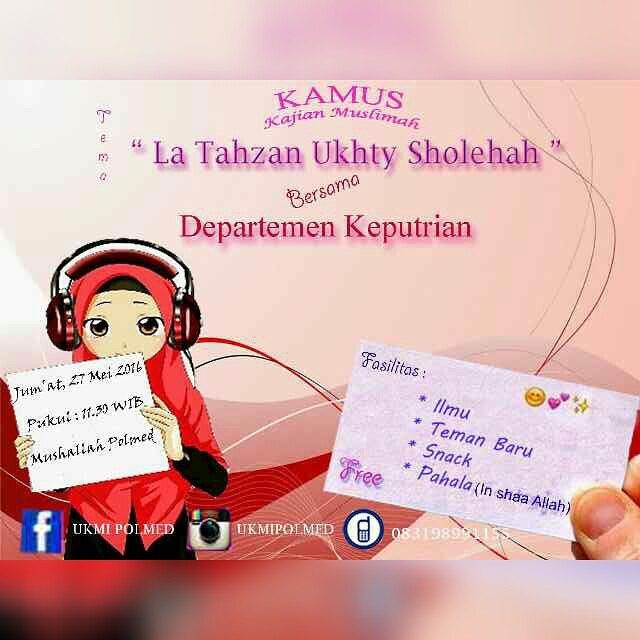 KAMUS
Kajian Muslimah
Tema
“ La Tahzan Ukhty Sholehah ”
Bersama
Departemen Keputrian
Jum'at, 27 Mei 2016
Pukul : 11.30 WIB
Mushallah Polmed
Fasilitas :
* Ilmu
* Teman Baru
* Snack
* Pahala (In shaa Allah)
Free
f UKMI POLMED
UKMIPOLMED
083198991155